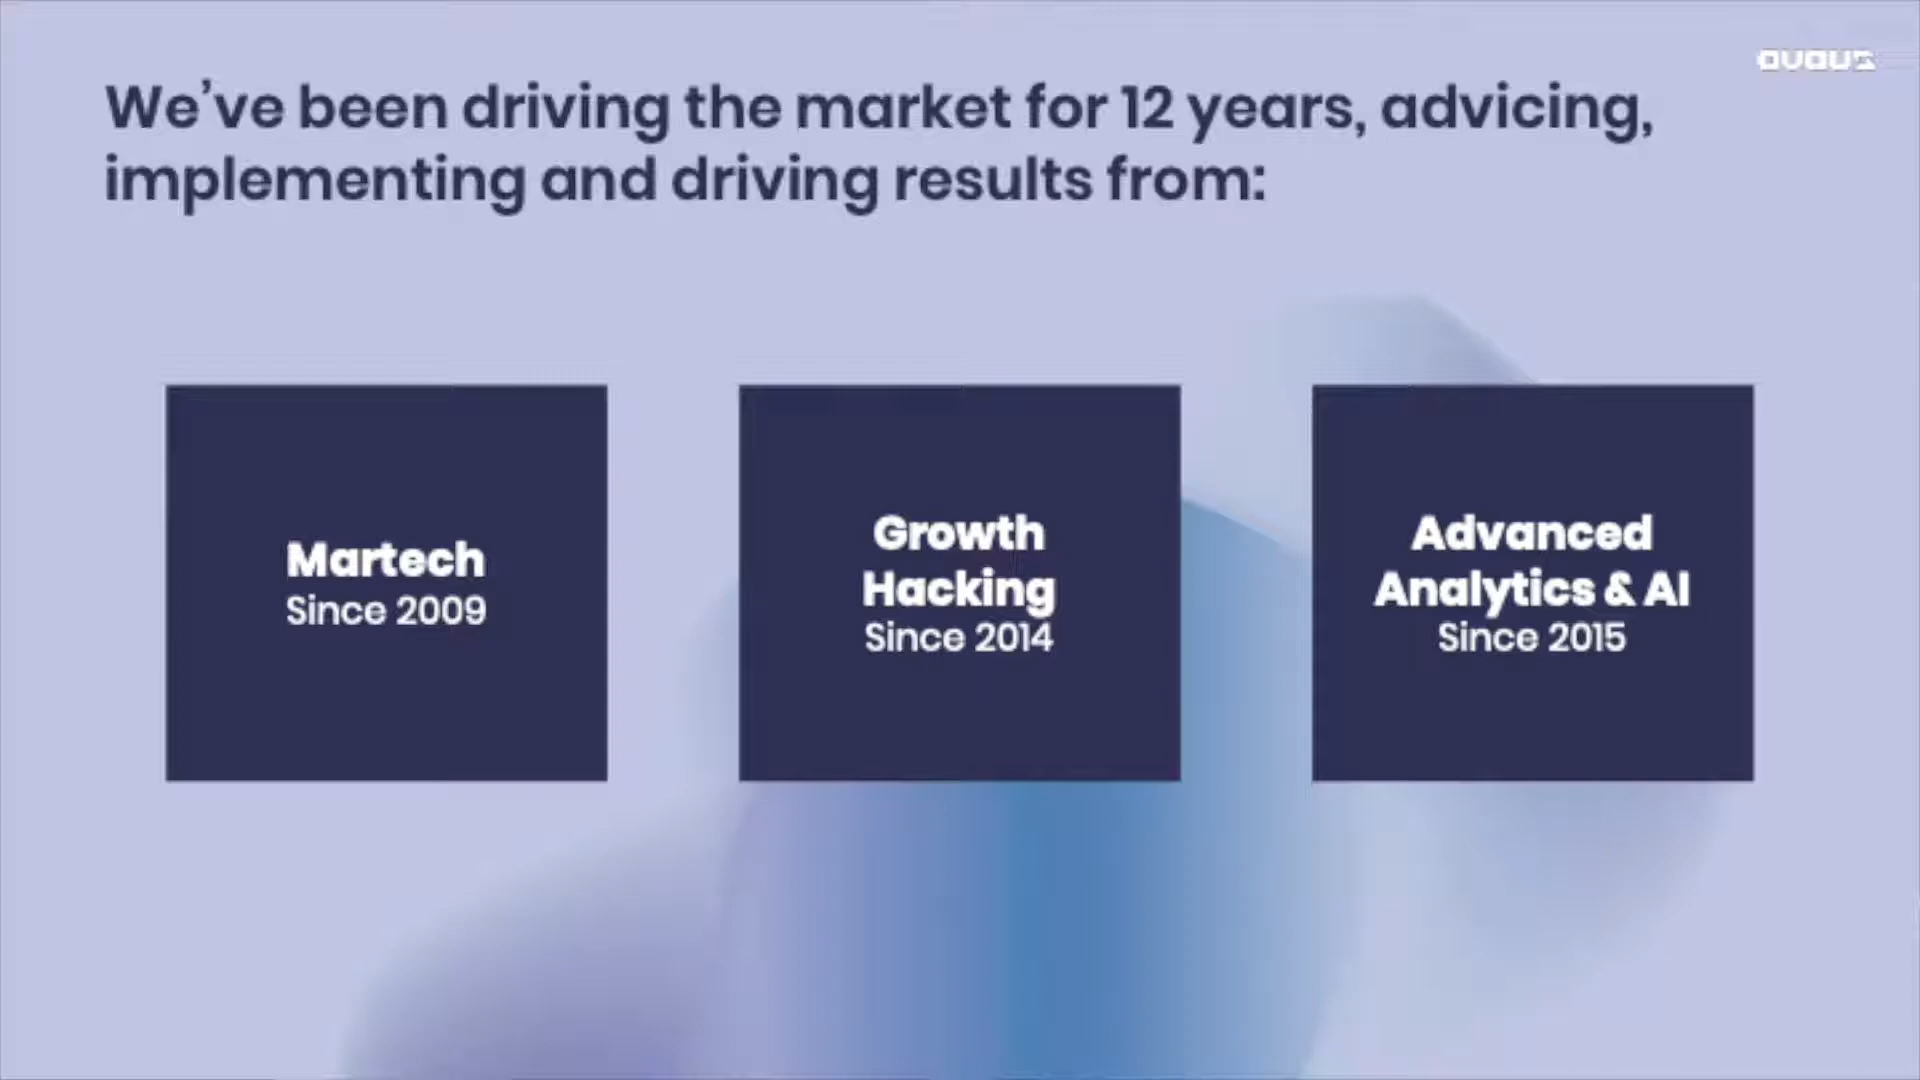 avaus
We've been driving the market for 12 years, advicing,
implementing and driving results from:
Martech
Since 2009
Growth
Hacking
Since 2014
Advanced
Analytics & AI
Since 2015